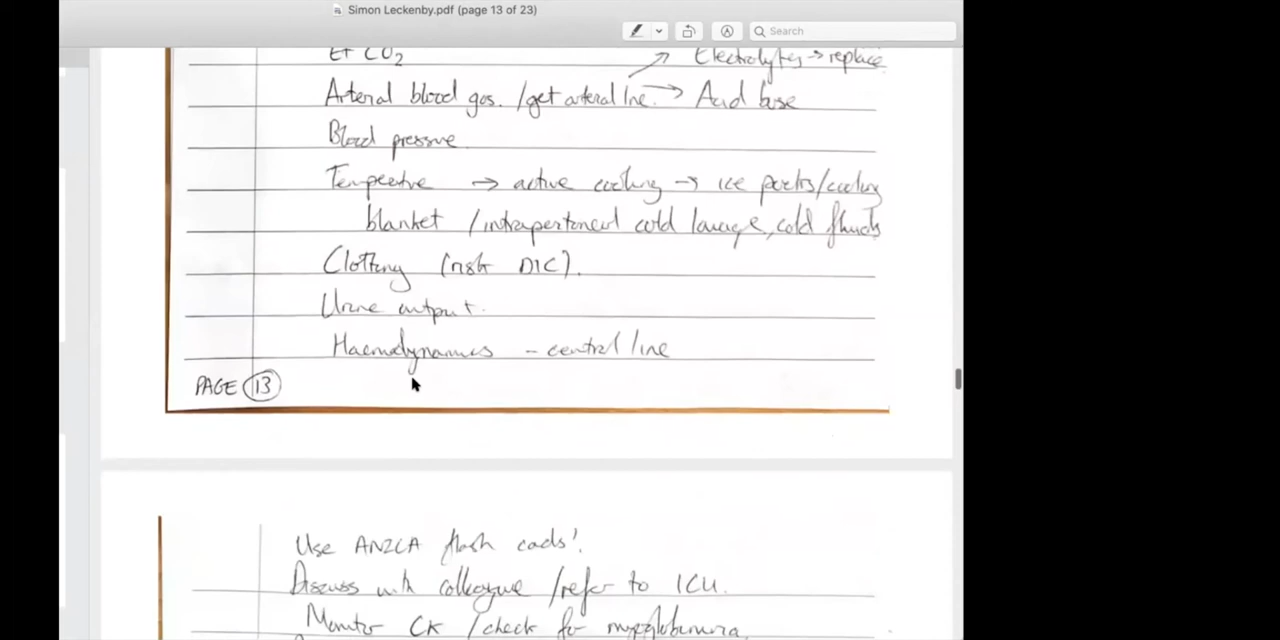 Simon Leckenby.pdf (page 13 of 23)
Search
Et CO2
↗ Electrolytes → replace
Arterial blood gas. /get arterial line. → Acid base
Blood pressure
Temperature → active cooling → ice packs/cooling
blanket /intraperitoneal cold lavage, cold fluids
Clotting (risk DIC).
Urine output.
Haemodynamics - central line
PAGE 13
Use ANZCA flash cards'.
Discuss with colleague /refer to ICU.
Monitor CK /check for myoglobinuria.